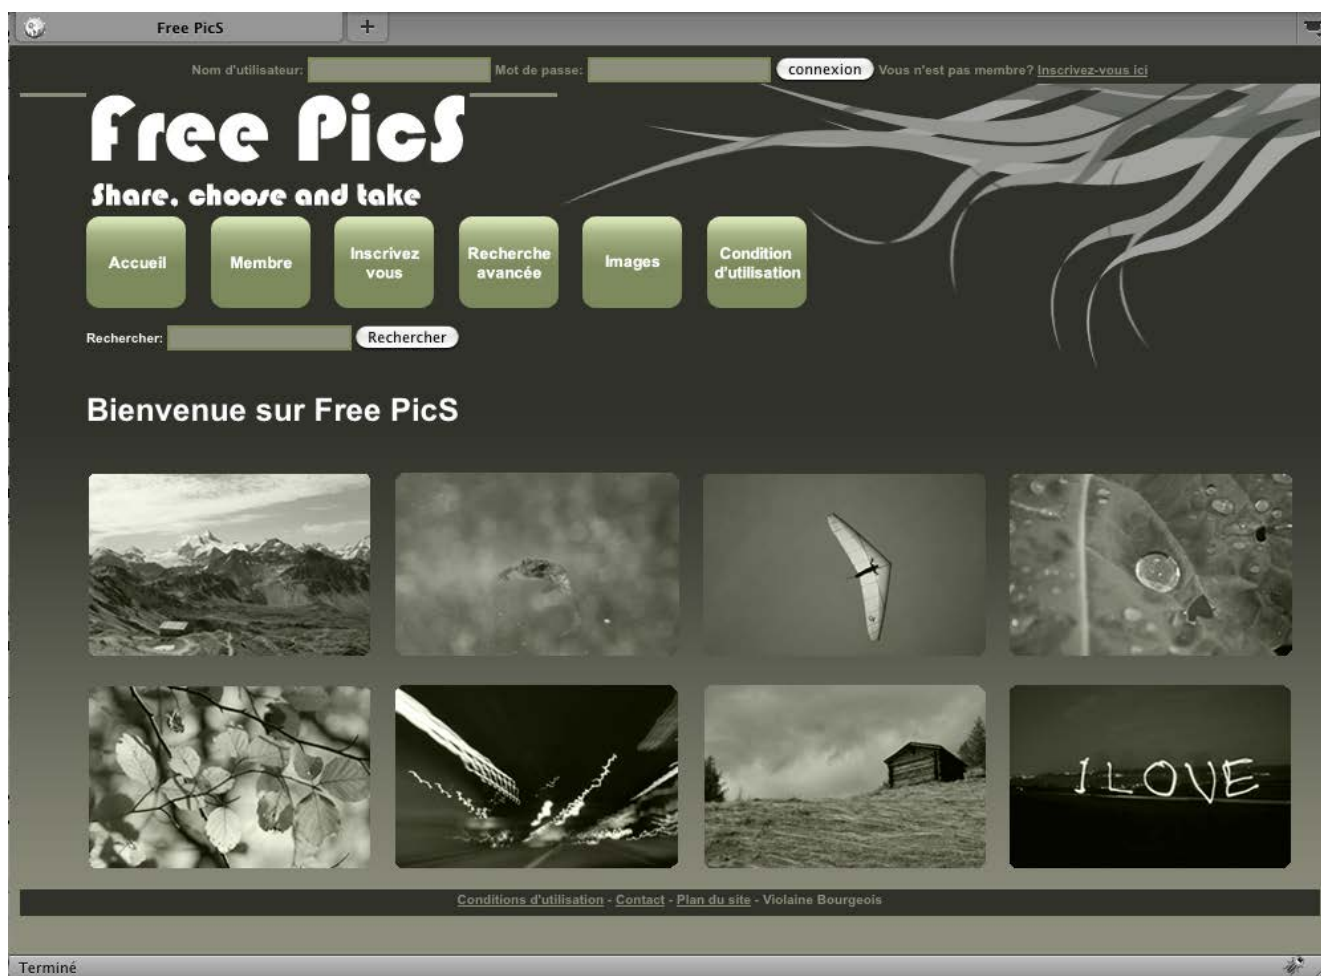 Free PicS
+
Nom d'utilisateur: Mot de passe: connexion Vous n'est pas membre? Inscrivez-vous ici
Free PicS
Share, choose and take
Accueil
Membre
Inscrivez
vous
Recherche
avancée
Images
Condition
d'utilisation
Rechercher: Rechercher
Bienvenue sur Free PicS
I LOVE
Conditions d'utilisation - Contact - Plan du site - Violaine Bourgeois
Terminé